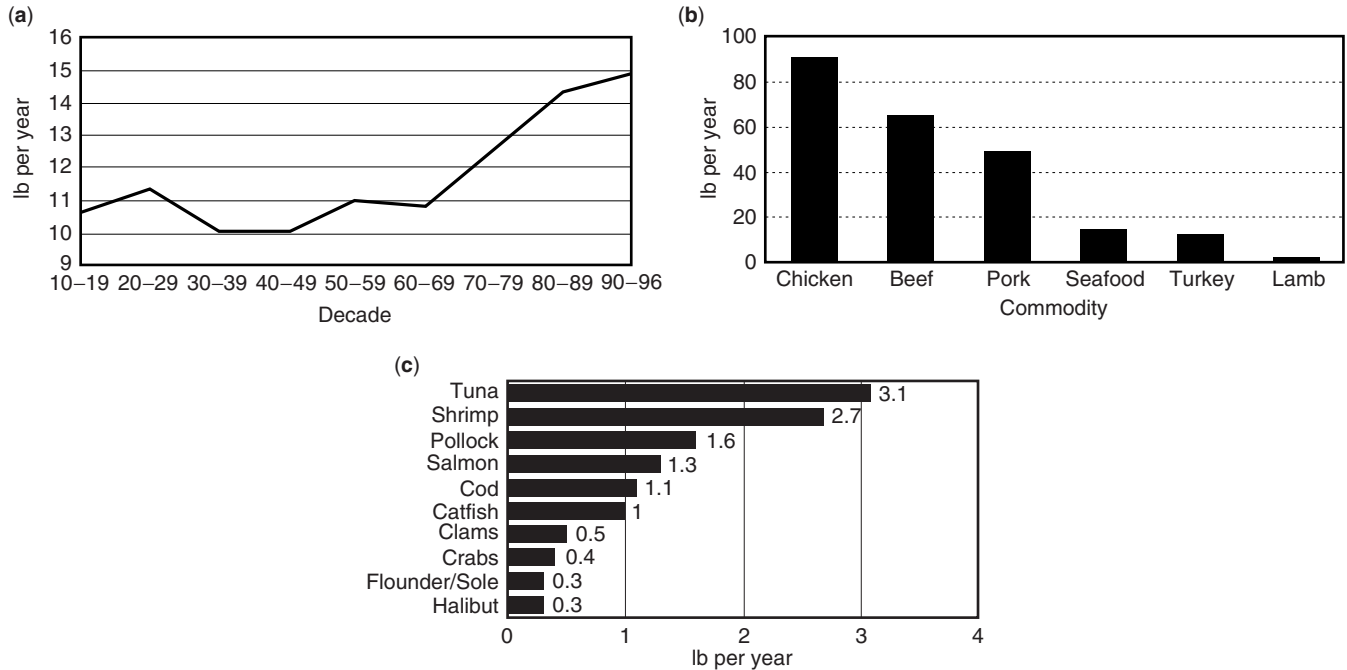 (a)
16
15
14
13
12
11
10
9
lb per year
10–19 20–29 30–39 40–49 50–59 60–69 70–79 80–89 90–96
Decade
(b)
100
80
60
40
20
0
lb per year
Chicken Beef Pork Seafood Turkey Lamb
Commodity
(c)
Tuna 3.1
Shrimp 2.7
Pollock 1.6
Salmon 1.3
Cod 1.1
Catfish 1
Clams 0.5
Crabs 0.4
Flounder/Sole 0.3
Halibut 0.3
0 1 2 3 4
lb per year